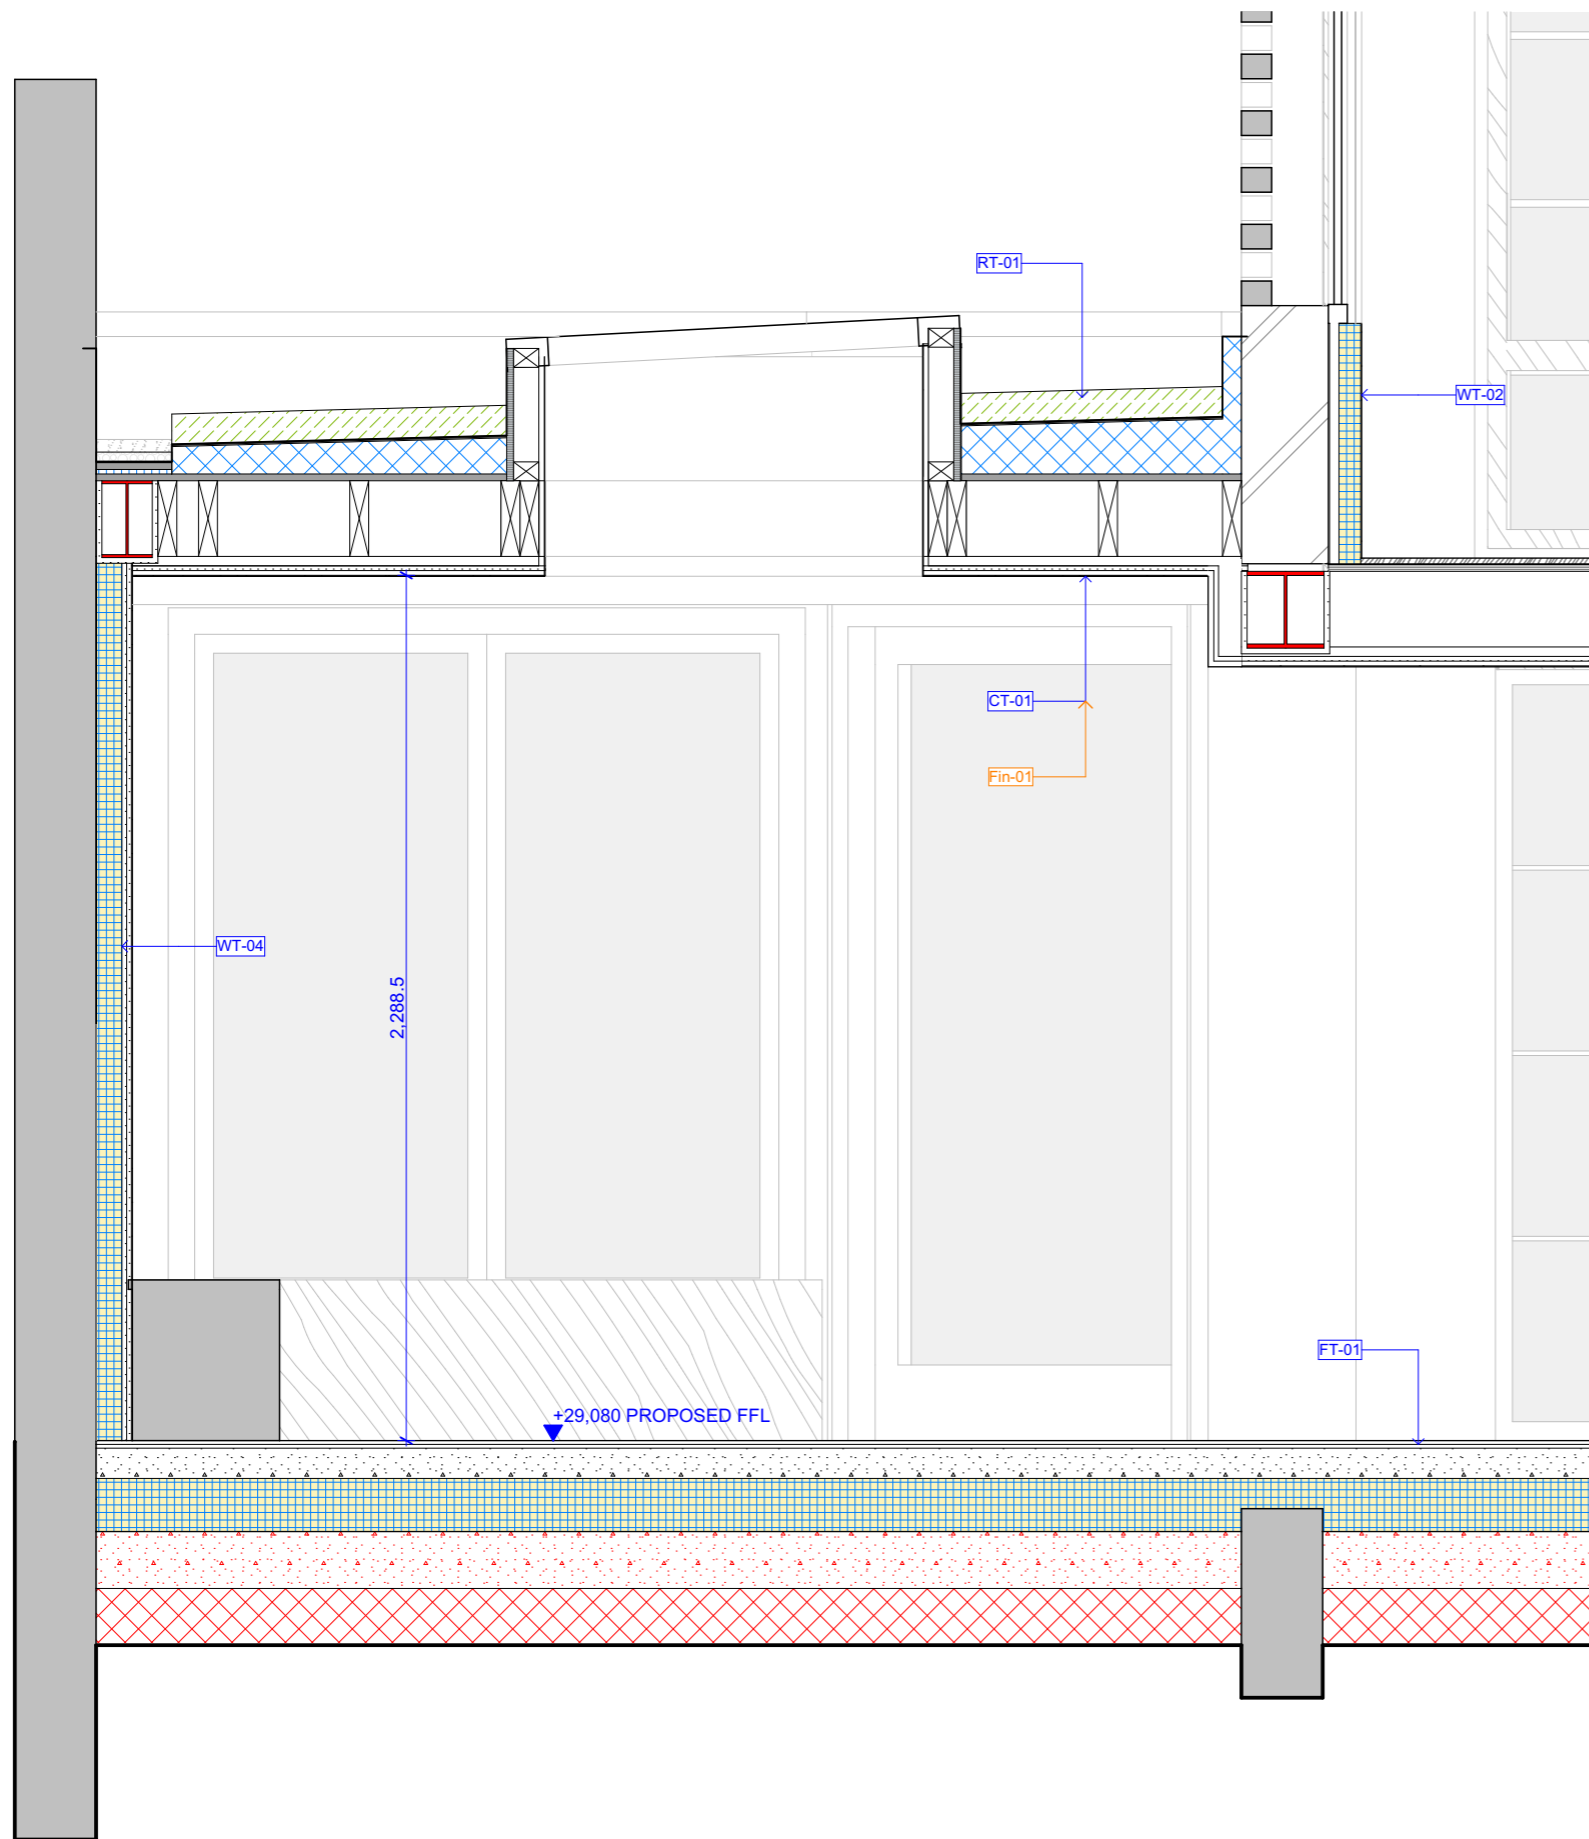 RT-01
WT-02
CT-01
Fin-01
WT-04
2,288.5
FT-01
+29,080 PROPOSED FFL